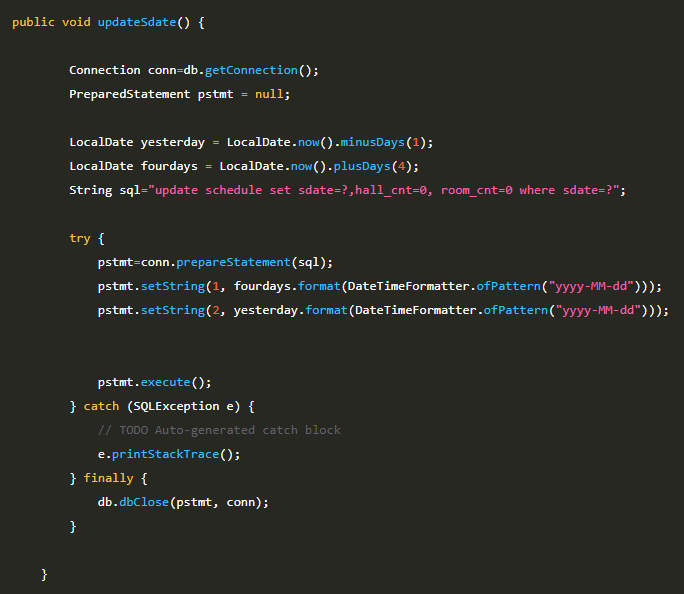 public void updateSdate() {
Connection conn=db.getConnection();
PreparedStatement pstmt = null;
LocalDate yesterday = LocalDate.now().minusDays(1);
LocalDate fourdays = LocalDate.now().plusDays(4);
String sql="update schedule set sdate=?,hall_cnt=0, room_cnt=0 where sdate=?";
try {
pstmt=conn.prepareStatement(sql);
pstmt.setString(1, fourdays.format(DateTimeFormatter.ofPattern("yyyy-MM-dd")));
pstmt.setString(2, yesterday.format(DateTimeFormatter.ofPattern("yyyy-MM-dd")));
pstmt.execute();
} catch (SQLException e) {
// TODO Auto-generated catch block
e.printStackTrace();
} finally {
db.dbClose(pstmt, conn);
}
}